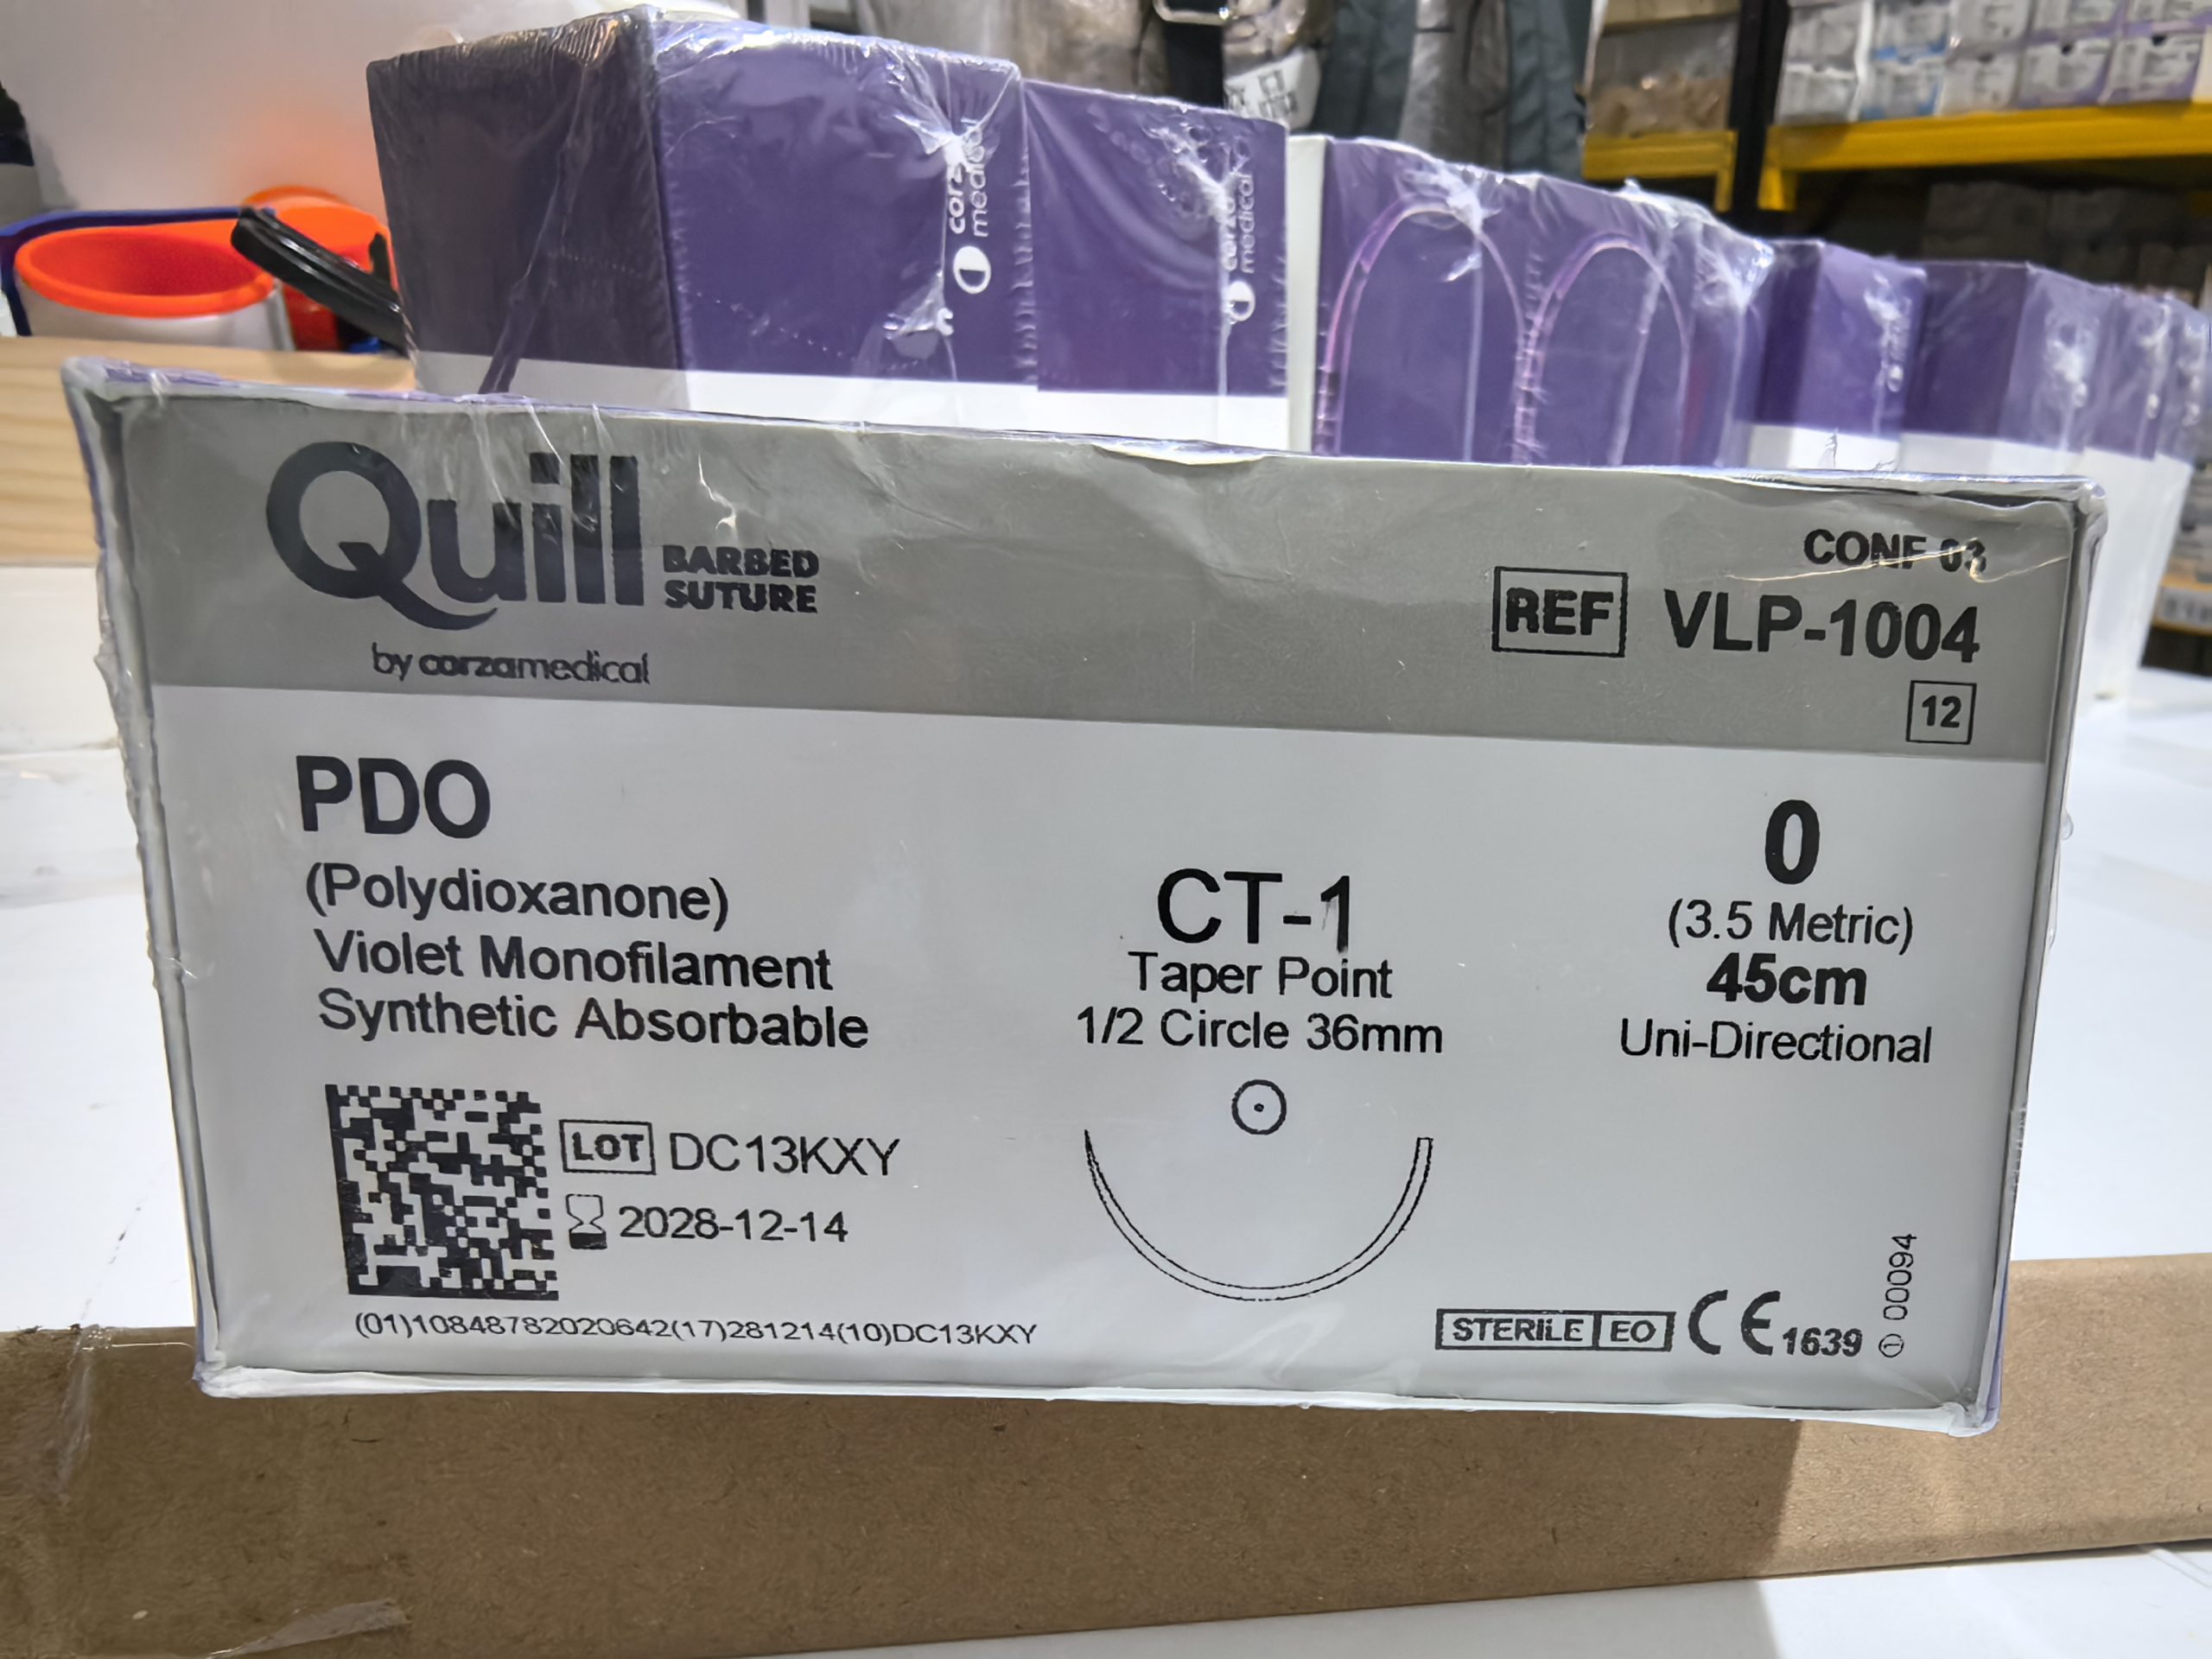 corza
medical
corza
medical
Quill BARBED
SUTURE
by corzamedical
CONF 03
REF VLP-1004
12
PDO
(Polydioxanone)
Violet Monofilament
Synthetic Absorbable
CT-1
Taper Point
1/2 Circle 36mm
0
(3.5 Metric)
45cm
Uni-Directional
LOT DC13KXY
2028-12-14
(01)10848782020642(17)281214(10)DC13KXY
STERILE EO CE 1639
1 00094